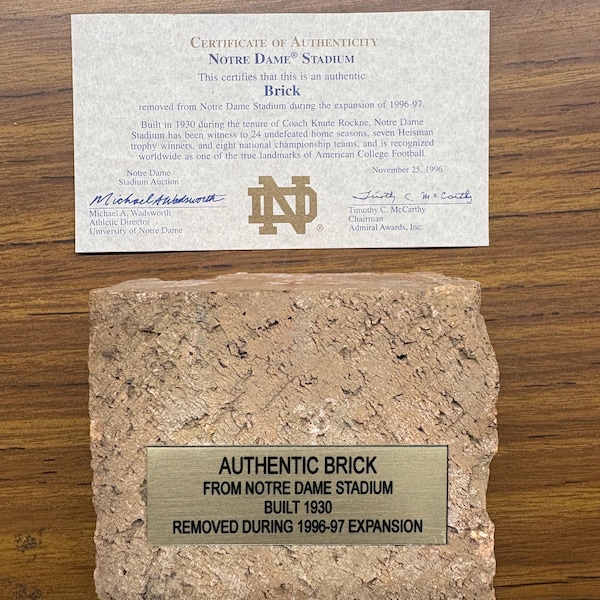 CERTIFICATE OF AUTHENTICITY
NOTRE DAME® STADIUM
This certifies that this is an authentic
Brick
removed from Notre Dame Stadium during the expansion of 1996-97.
Built in 1930 during the tenure of Coach Knute Rockne, Notre Dame
Stadium has been witness to 24 undefeated home seasons, seven Heisman
trophy winners, and eight national championship teams, and is recognized
worldwide as one of the true landmarks of American College Football.
Notre Dame
Stadium Auction
November 25, 1996
Michael A Wadsworth
Michael A. Wadsworth
Athletic Director
University of Notre Dame
ND®
Timothy C. McCarthy
Timothy C. McCarthy
Chairman
Admiral Awards, Inc.
AUTHENTIC BRICK
FROM NOTRE DAME STADIUM
BUILT 1930
REMOVED DURING 1996-97 EXPANSION